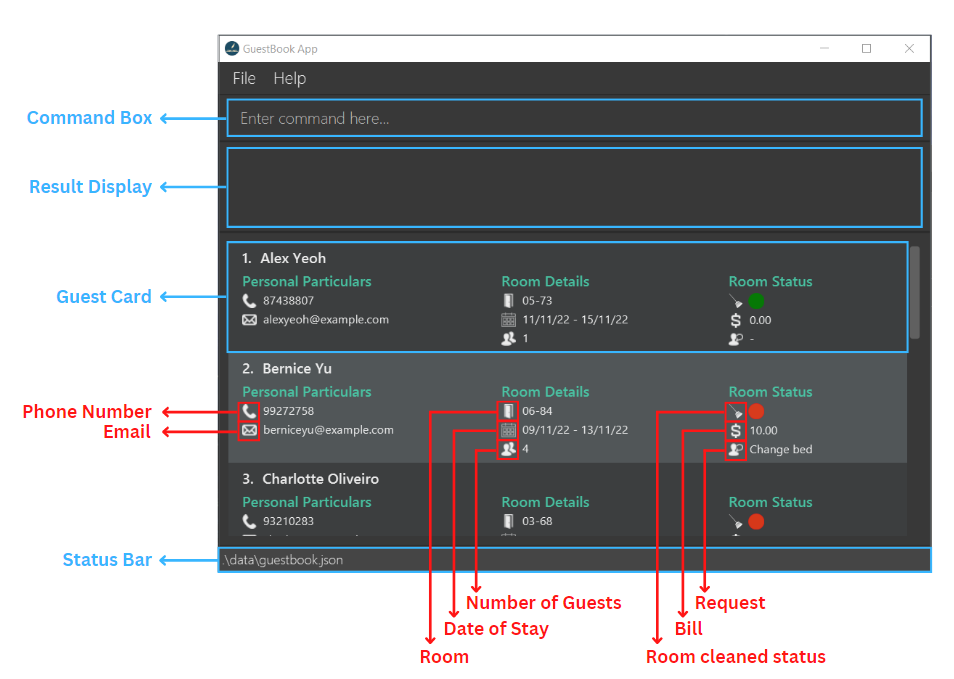 GuestBook App
File Help
Command Box
Enter command here...
Result Display
Guest Card
1. Alex Yeoh
Personal Particulars Room Details Room Status
87438807 05-73
alexyeoh@example.com 11/11/22 - 15/11/22 0.00
1 -
2. Bernice Yu
Personal Particulars Room Details Room Status
Phone Number 99272758 06-84
Email berniceyu@example.com 09/11/22 - 13/11/22 10.00
4 Change bed
3. Charlotte Oliveiro
Personal Particulars Room Details Room Status
93210283 03-68
Status Bar
.\data\guestbook.json
Number of Guests Request
Date of Stay Bill
Room Room cleaned status